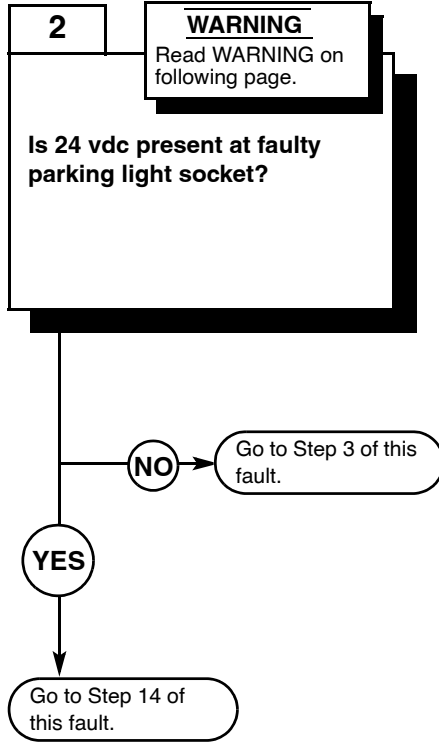 2
WARNING
Read WARNING on
following page.
Is 24 vdc present at faulty
parking light socket?
NO
Go to Step 3 of this
fault.
YES
Go to Step 14 of
this fault.